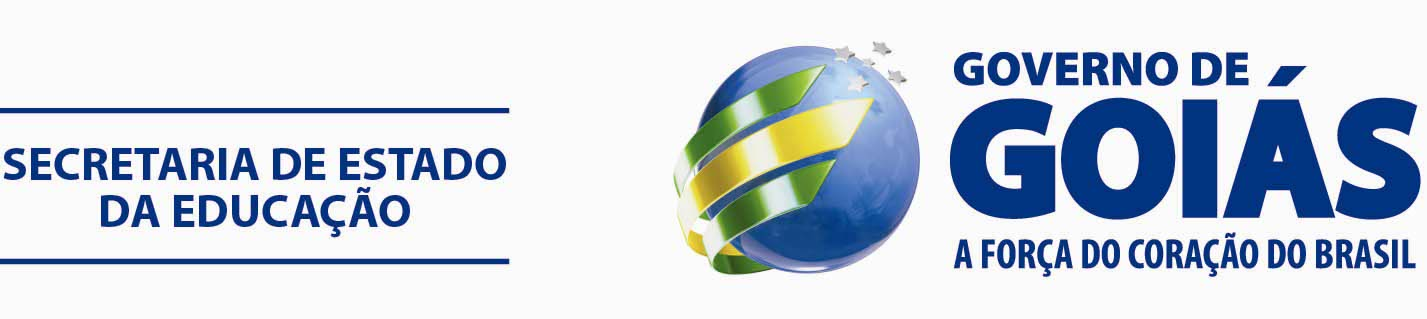 SECRETARIA DE ESTADO
DA EDUCAÇÃO
GOVERNO DE
GOIÁS
A FORÇA DO CORAÇÃO DO BRASIL